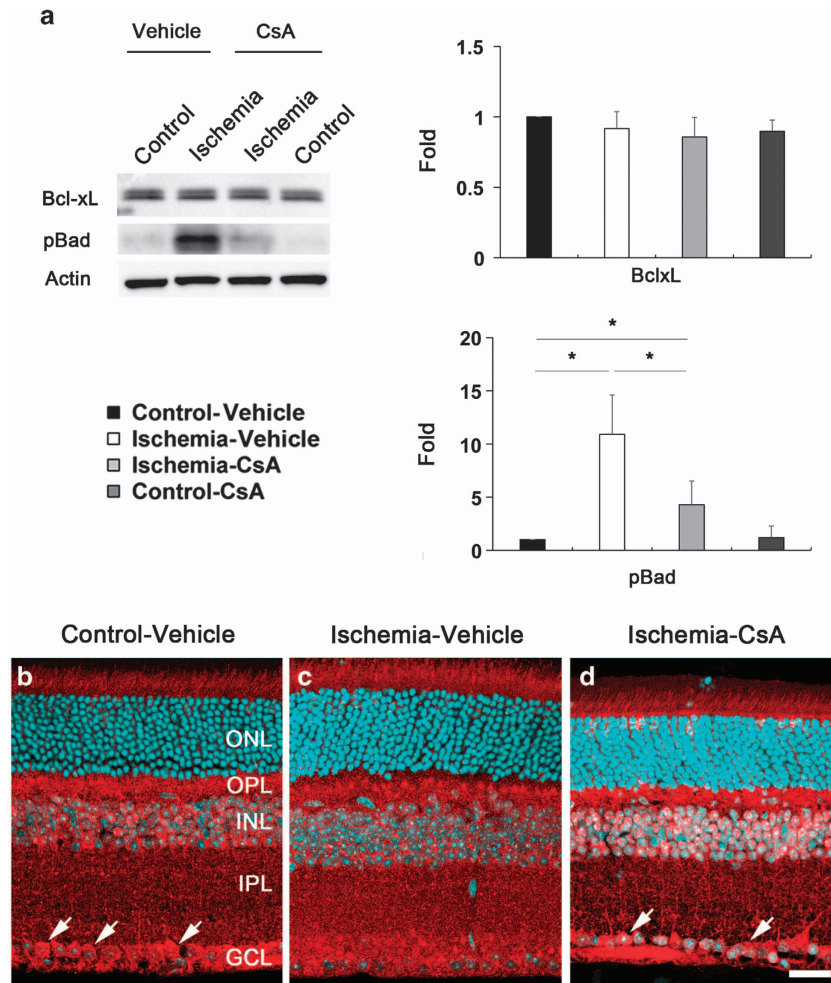 a
Vehicle CsA
Control Ischemia Ischemia Control
Bcl-xL
pBad
Actin
1.5
1
0.5
0
Fold
BclxL
Control-Vehicle
Ischemia-Vehicle
Ischemia-CsA
Control-CsA
20
15
10
5
0
Fold
* * *
pBad
Control-Vehicle Ischemia-Vehicle Ischemia-CsA
b c d
ONL
OPL
INL
IPL
GCL